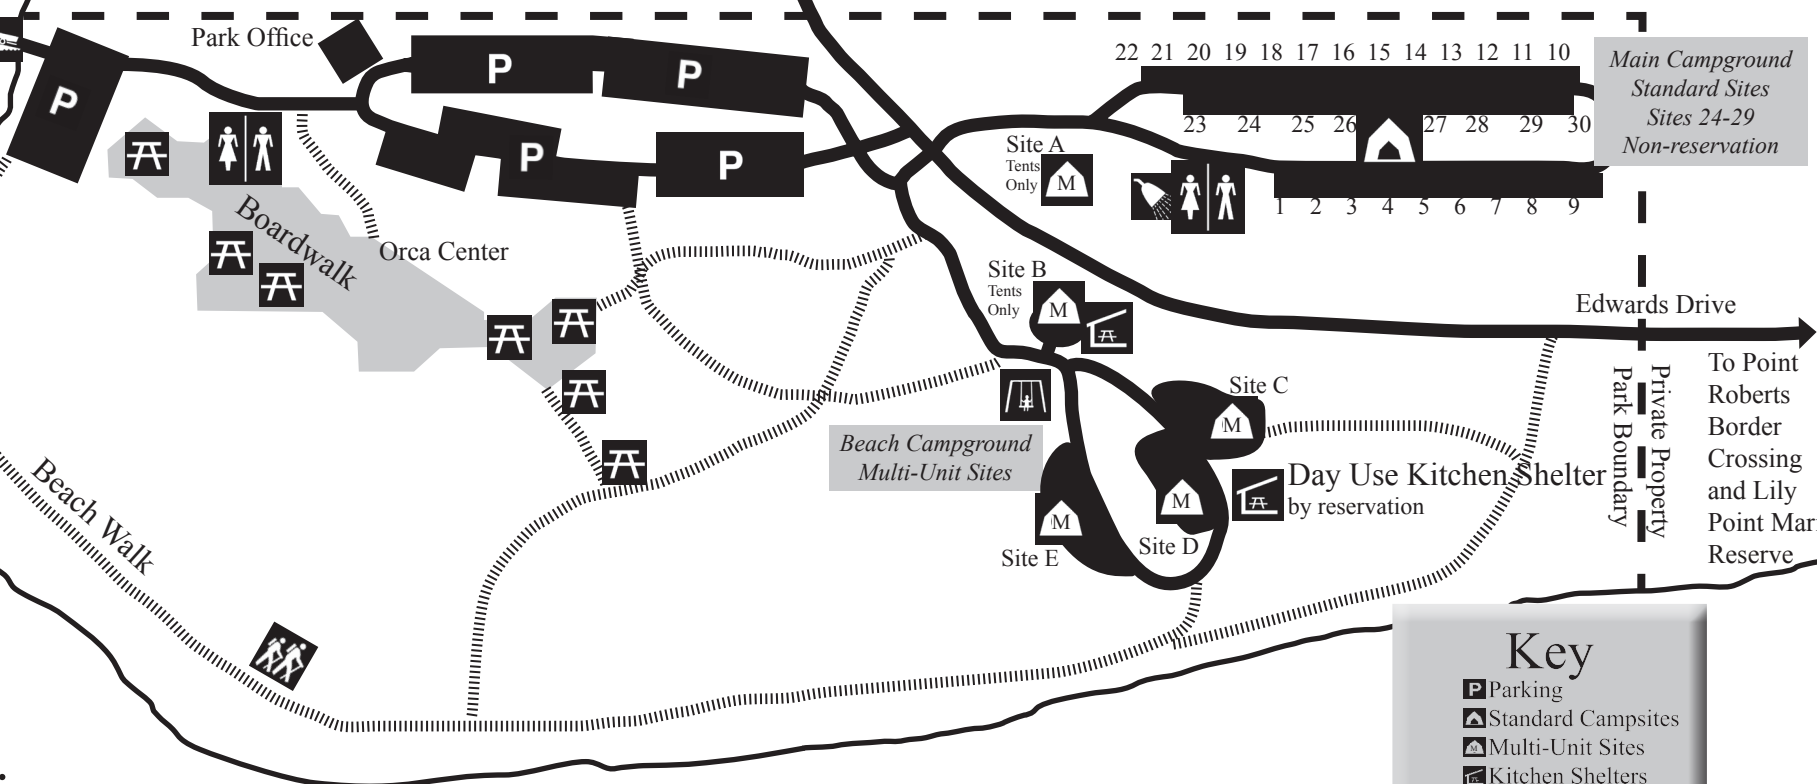 Park Office
P
P
P
P
P
22 21 20 19 18 17 16 15 14 13 12 11 10
23 24 25 26 27 28 29 30
1 2 3 4 5 6 7 8 9
Main Campground
Standard Sites
Sites 24-29
Non-reservation
Site A
Tents
Only
M
Boardwalk
Orca Center
Site B
Tents
Only
M
Edwards Drive
To Point
Roberts
Border
Crossing
and Lily
Point
Reserve
Park Boundary
Private Property
Site C
M
Beach Campground
Multi-Unit Sites
Day Use Kitchen Shelter
by reservation
M
Site D
M
Site E
Beach Walk
Key
P Parking
Standard Campsites
M Multi-Unit Sites
Kitchen Shelters